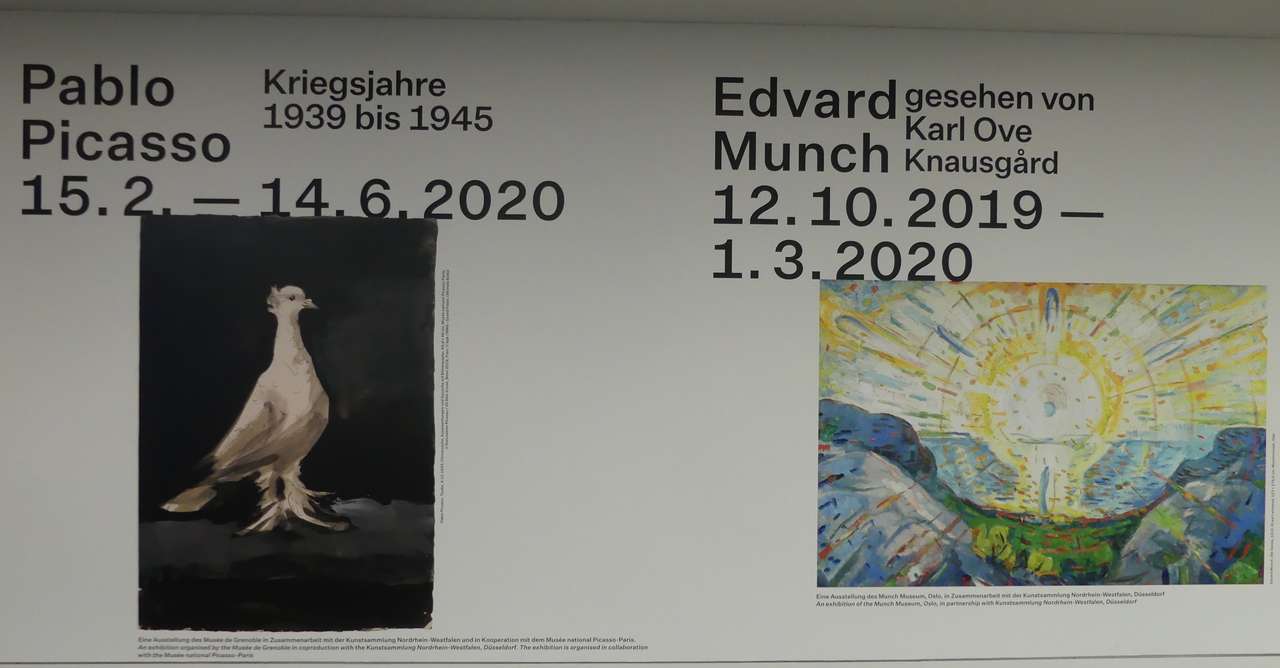 Pablo
Picasso
Kriegsjahre
1939 bis 1945
15. 2. — 14. 6. 2020
Eine Ausstellung des Musée de Grenoble in Zusammenarbeit mit der Kunstsammlung Nordrhein-Westfalen und in Kooperation mit dem Musée national Picasso-Paris.
An exhibition organised by the Musée de Grenoble in coproduction with the Kunstsammlung Nordrhein-Westfalen, Düsseldorf. The exhibition is organised in collaboration
with the Musée national Picasso-Paris
Edvard
Munch
gesehen von
Karl Ove
Knausgård
12. 10. 2019 —
1. 3. 2020
Eine Ausstellung des Munch Museum, Oslo, in Zusammenarbeit mit der Kunstsammlung Nordrhein-Westfalen, Düsseldorf
An exhibition of the Munch Museum, Oslo, in partnership with Kunstsammlung Nordrhein-Westfalen, Düsseldorf